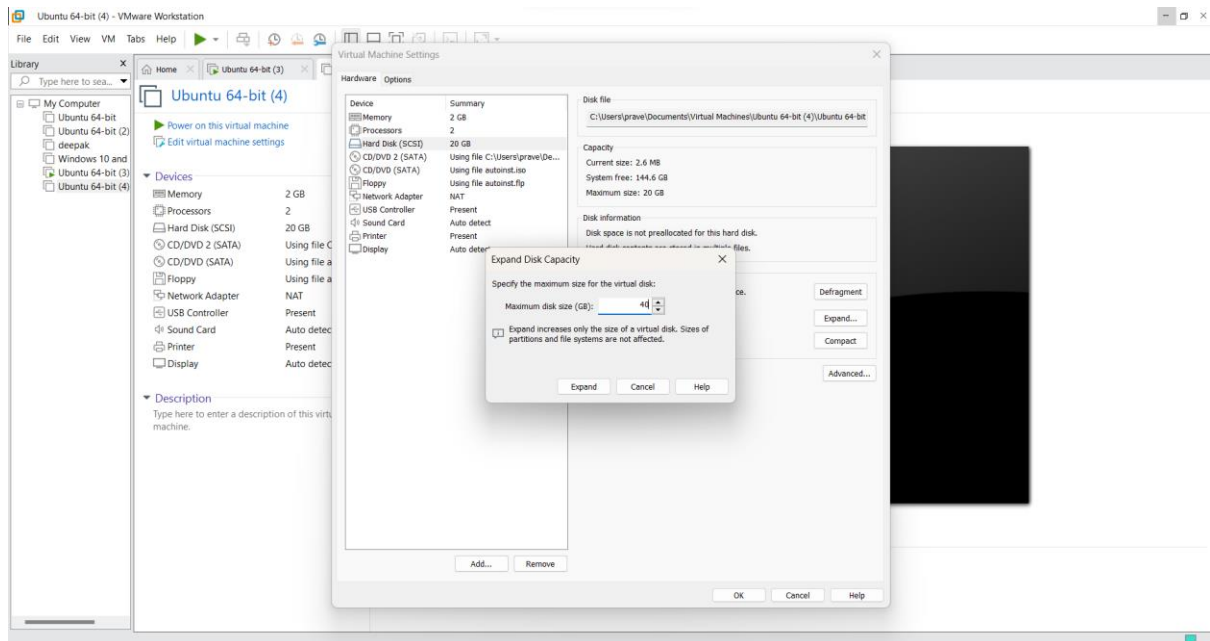 Ubuntu 64-bit (4) - VMware Workstation
File Edit View VM Tabs Help
Library X
Type here to sea...
My Computer
Ubuntu 64-bit
Ubuntu 64-bit (2)
deepak
Windows 10 and
Ubuntu 64-bit (3)
Ubuntu 64-bit (4)
Home
Ubuntu 64-bit (3)
Ubuntu 64-bit (4)
Power on this virtual machine
Edit virtual machine settings
Devices
Memory 2 GB
Processors 2
Hard Disk (SCSI) 20 GB
CD/DVD 2 (SATA) Using file C
CD/DVD (SATA) Using file a
Floppy Using file a
Network Adapter NAT
USB Controller Present
Sound Card Auto detec
Printer Present
Display Auto detec
Description
Type here to enter a description of this virtu
machine.
Virtual Machine Settings
Hardware Options
Device Summary
Memory 2 GB
Processors 2
Hard Disk (SCSI) 20 GB
CD/DVD 2 (SATA) Using file C:\Users\prave\De...
CD/DVD (SATA) Using file autoinst.iso
Floppy Using file autoinst.flp
Network Adapter NAT
USB Controller Present
Sound Card Auto detect
Printer Present
Display Auto detect
Add... Remove
Disk file
C:\Users\prave\Documents\Virtual Machines\Ubuntu 64-bit (4)\Ubuntu 64-bit
Capacity
Current size: 2.6 MB
System free: 144.6 GB
Maximum size: 20 GB
Disk information
Disk space is not preallocated for this hard disk.
Hard disk contents are stored in multiple files.
ce. Defragment
Expand...
Compact
Advanced...
Expand Disk Capacity
Specify the maximum size for the virtual disk:
Maximum disk size (GB): 40
Expand increases only the size of a virtual disk. Sizes of
partitions and file systems are not affected.
Expand Cancel Help
OK Cancel Help